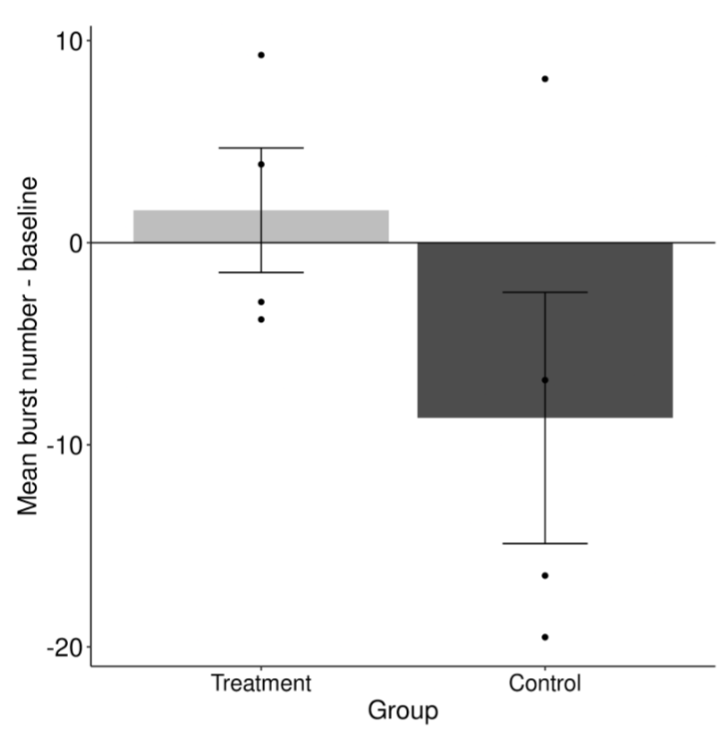 Mean burst number - baseline
10
0
-10
-20
Treatment
Control
Group